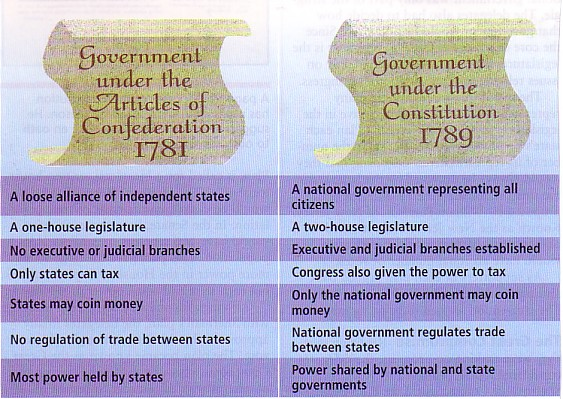 Government
under the
Articles of
Confederation
1781
Government
under the
Constitution
1789
A loose alliance of independent states
A national government representing all
citizens
A one-house legislature
A two-house legislature
No executive or judicial branches
Executive and judicial branches established
Only states can tax
Congress also given the power to tax
States may coin money
Only the national government may coin
money
No regulation of trade between states
National government regulates trade
between states
Most power held by states
Power shared by national and state
governments